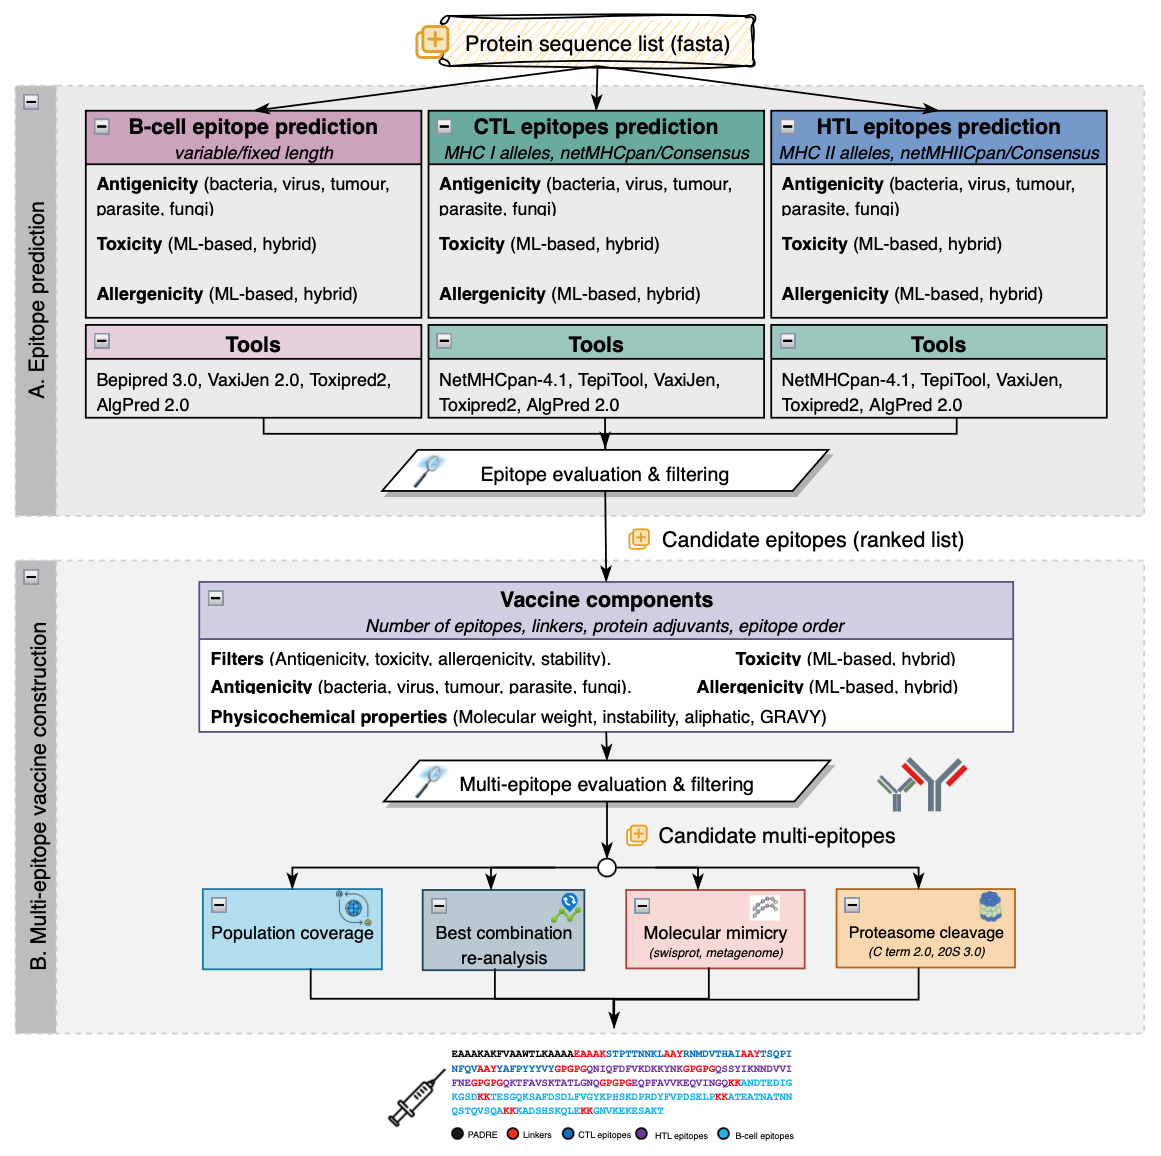 Protein sequence list (fasta)
A. Epitope prediction
B-cell epitope prediction
variable/fixed length
Antigenicity (bacteria, virus, tumour,
parasite, fungi)
Toxicity (ML-based, hybrid)
Allergenicity (ML-based, hybrid)
Tools
Bepipred 3.0, VaxiJen 2.0, Toxipred2,
AlgPred 2.0
CTL epitopes prediction
MHC I alleles, netMHCpan/Consensus
Antigenicity (bacteria, virus, tumour,
parasite, fungi)
Toxicity (ML-based, hybrid)
Allergenicity (ML-based, hybrid)
Tools
NetMHCpan-4.1, TepiTool, VaxiJen,
Toxipred2, AlgPred 2.0
HTL epitopes prediction
MHC II alleles, netMHIICpan/Consensus
Antigenicity (bacteria, virus, tumour,
parasite, fungi)
Toxicity (ML-based, hybrid)
Allergenicity (ML-based, hybrid)
Tools
NetMHCpan-4.1, TepiTool, VaxiJen,
Toxipred2, AlgPred 2.0
Epitope evaluation & filtering
Candidate epitopes (ranked list)
B. Multi-epitope vaccine construction
Vaccine components
Number of epitopes, linkers, protein adjuvants, epitope order
Filters (Antigenicity, toxicity, allergenicity, stability). Toxicity (ML-based, hybrid)
Antigenicity (bacteria, virus, tumour, parasite, fungi). Allergenicity (ML-based, hybrid)
Physicochemical properties (Molecular weight, instability, aliphatic, GRAVY)
Multi-epitope evaluation & filtering
Candidate multi-epitopes
Population coverage
Best combination
re-analysis
Molecular mimicry
(swisprot, metagenome)
Proteasome cleavage
(C term 2.0, 20S 3.0)
EAAAKAKFVAAWTLKAAAAEAAAKSTPTTNNKLAAYRNMDVTHAIAAYTSQPI
NFQVAAYYAFPYYYVYGPGPGQNIQFDFVKDKKYNKGPGPGQSSYIKNNDVVI
FNEGPGPGQKTFAVSKTATLGNQGPGPGEQPFAVVKEQVINGQKKANDTEDIG
KGSDKKTESGQKSAFDSDLFVGYKPHSKDPRDYFVPDSELPKKATEATNATNN
QSTQVSQAKKKADSHSKQLEKKGNVKEKESAKT
PADRE Linkers CTL epitopes HTL epitopes B-cell epitopes